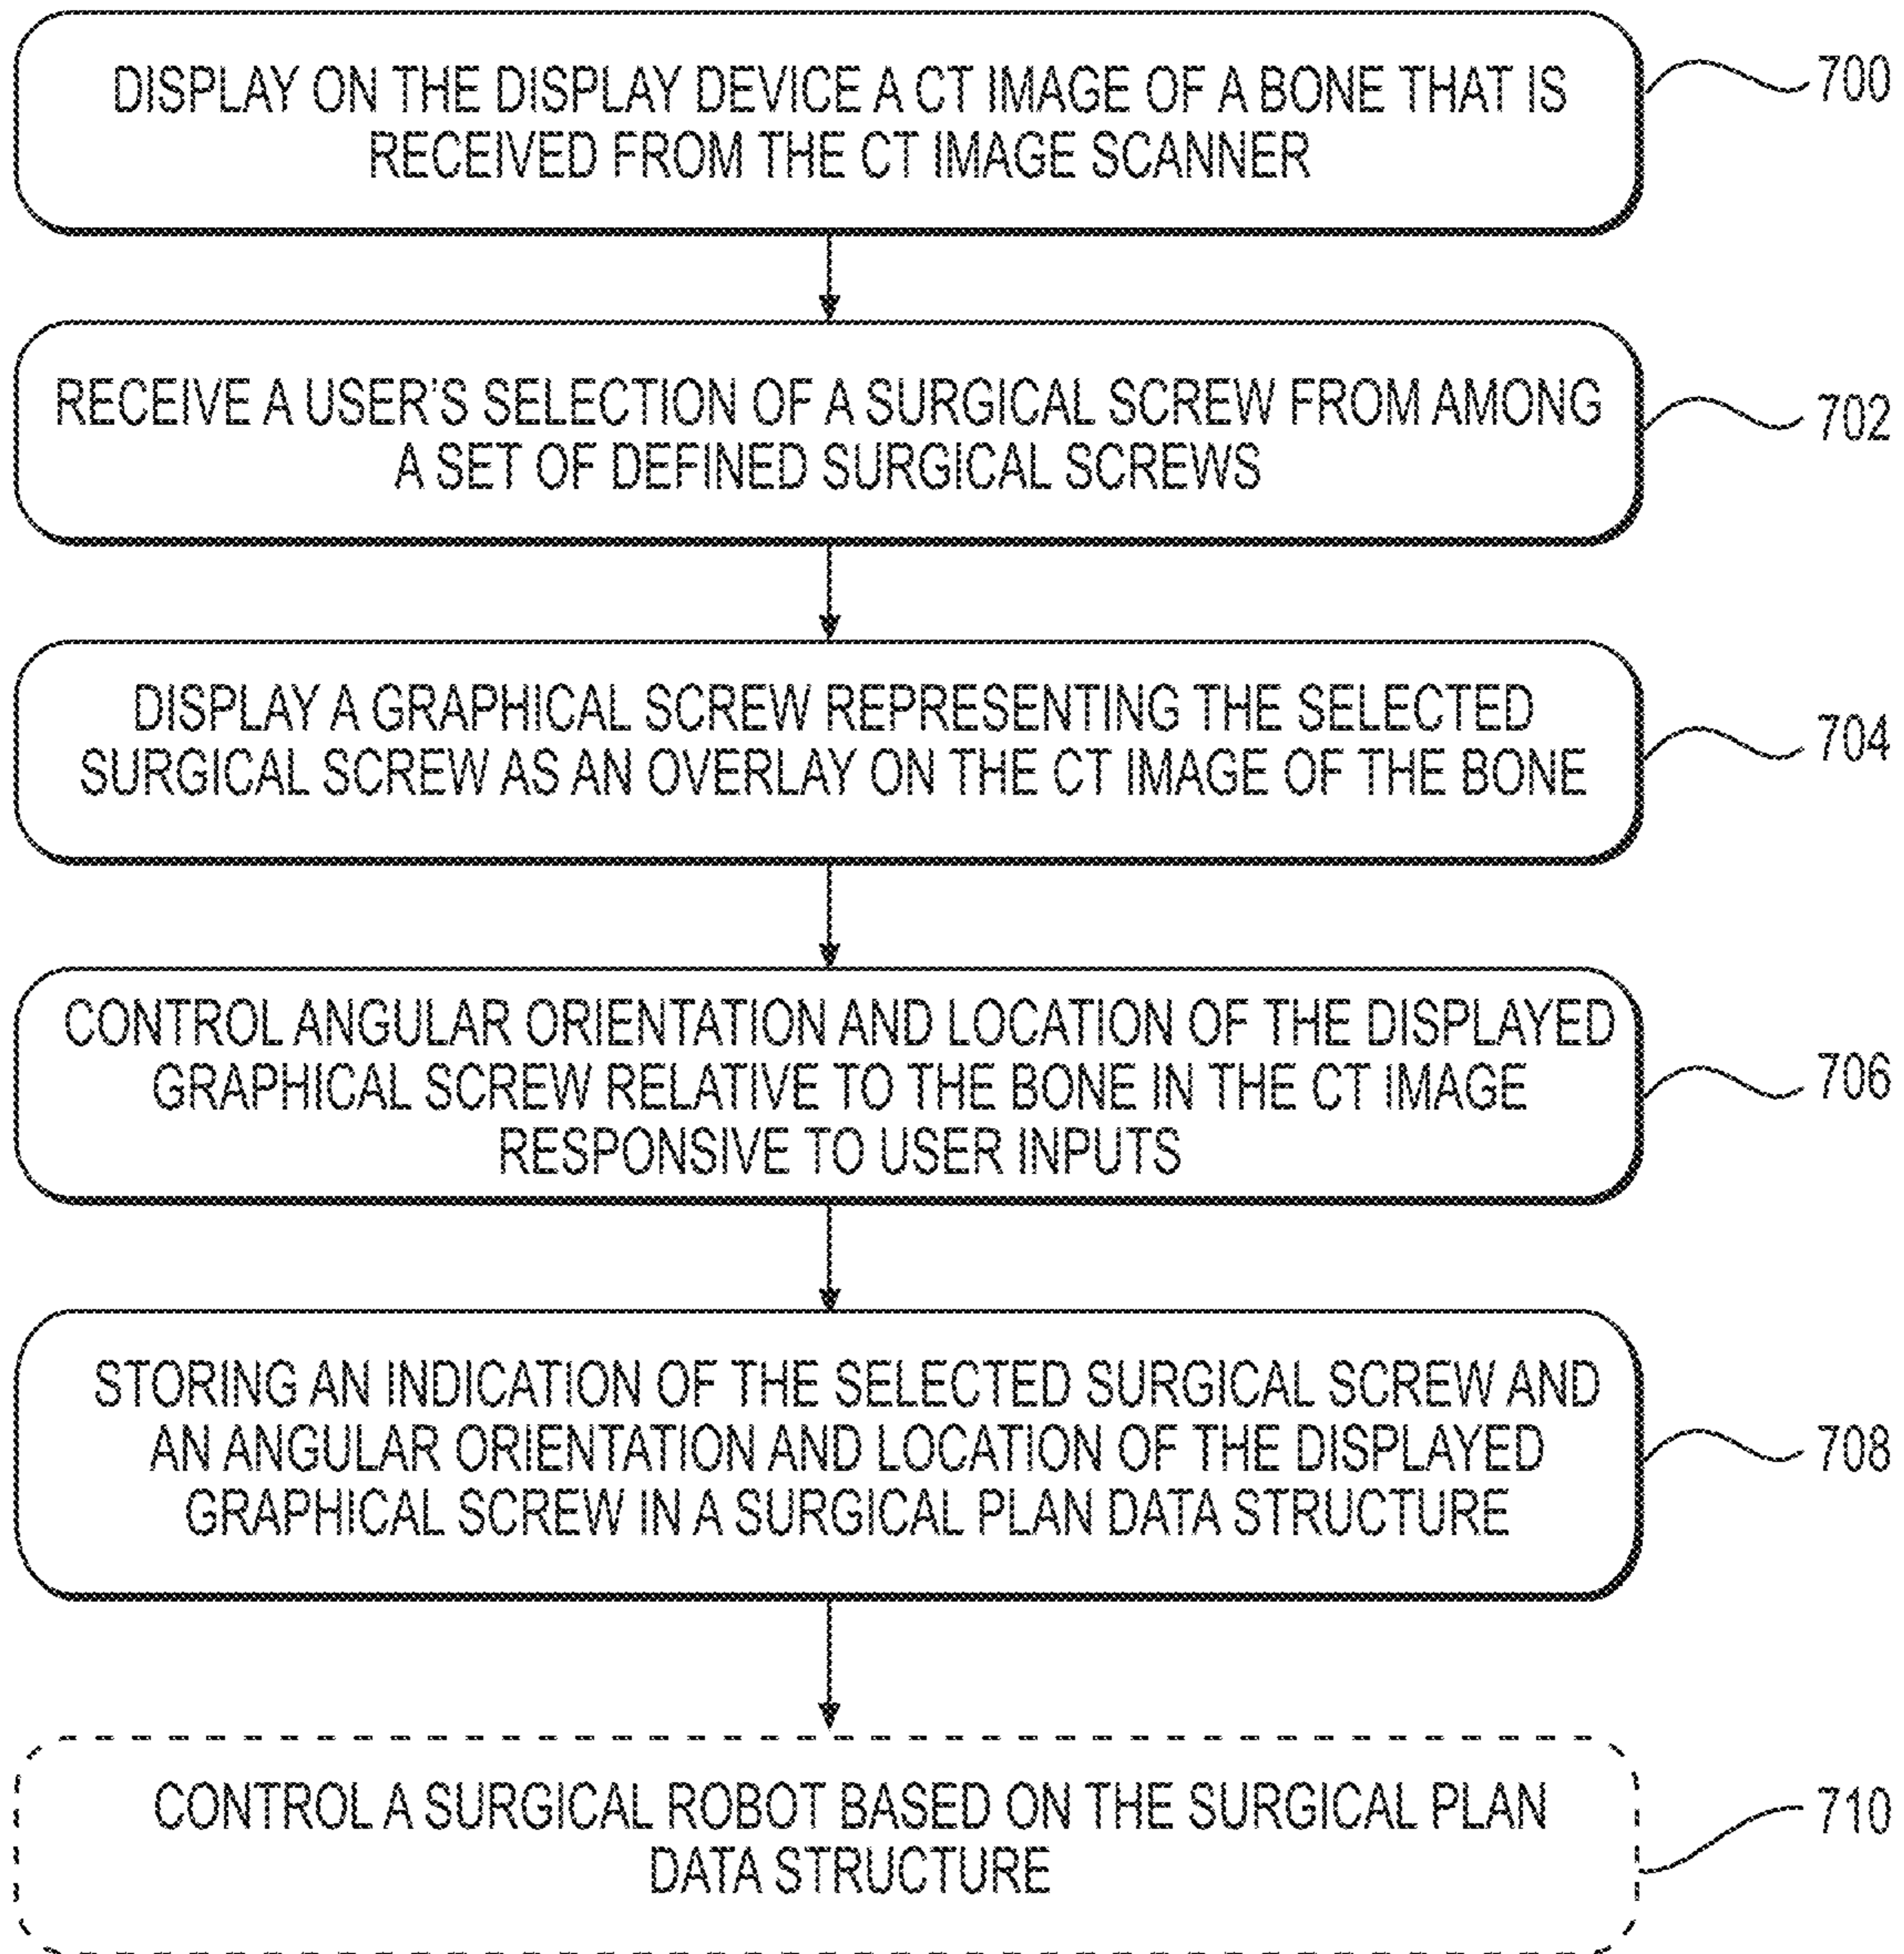 DISPLAY ON THE DISPLAY DEVICE A CT IMAGE OF A BONE THAT IS
RECEIVED FROM THE CT IMAGE SCANNER
700
RECEIVE A USER'S SELECTION OF A SURGICAL SCREW FROM AMONG
A SET OF DEFINED SURGICAL SCREWS
702
DISPLAY A GRAPHICAL SCREW REPRESENTING THE SELECTED
SURGICAL SCREW AS AN OVERLAY ON THE CT IMAGE OF THE BONE
704
CONTROL ANGULAR ORIENTATION AND LOCATION OF THE DISPLAYED
GRAPHICAL SCREW RELATIVE TO THE BONE IN THE CT IMAGE
RESPONSIVE TO USER INPUTS
706
STORING AN INDICATION OF THE SELECTED SURGICAL SCREW AND
AN ANGULAR ORIENTATION AND LOCATION OF THE DISPLAYED
GRAPHICAL SCREW IN A SURGICAL PLAN DATA STRUCTURE
708
CONTROL A SURGICAL ROBOT BASED ON THE SURGICAL PLAN
DATA STRUCTURE
710